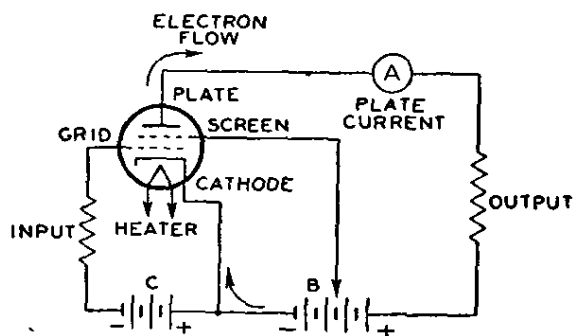 ELECTRON
FLOW
PLATE
A
PLATE
CURRENT
GRID
SCREEN
CATHODE
HEATER
INPUT
OUTPUT
C
B
- +
- +